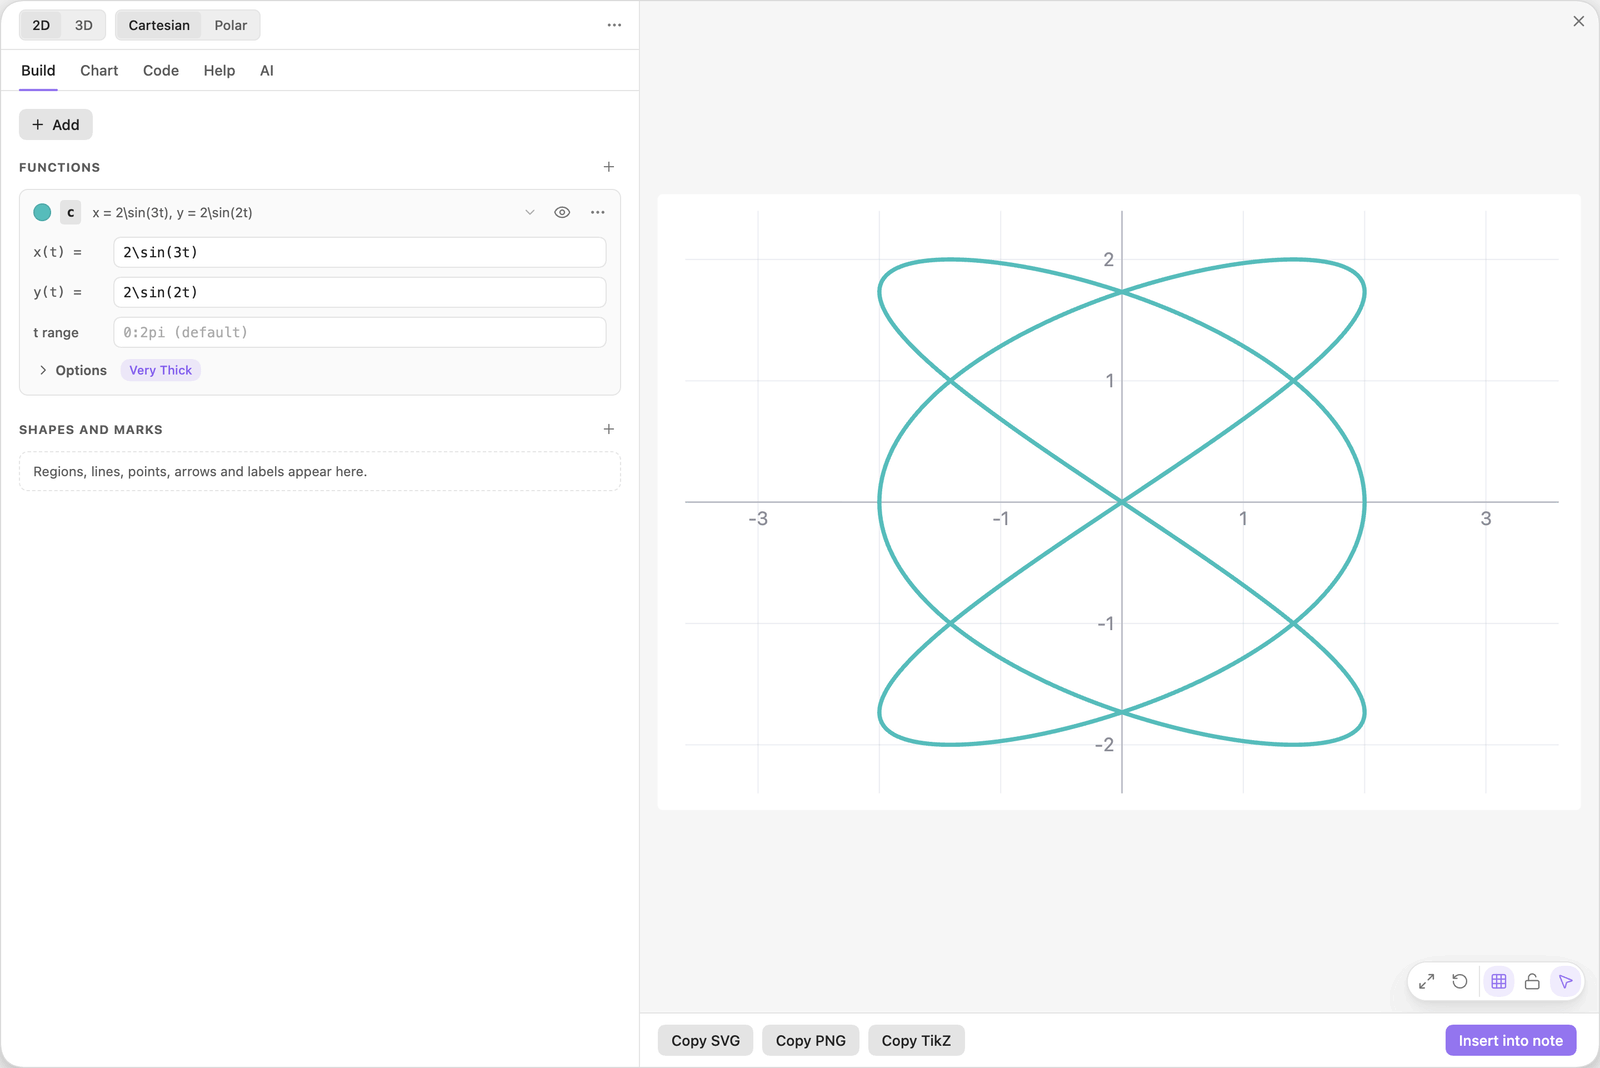 2D 3D Cartesian Polar
Build Chart Code Help AI
+ Add
FUNCTIONS
c x = 2\sin(3t), y = 2\sin(2t)
x(t) = 2\sin(3t)
y(t) = 2\sin(2t)
t range 0:2pi (default)
Options Very Thick
SHAPES AND MARKS
Regions, lines, points, arrows and labels appear here.
2
1
-3 -1 1 3
-1
-2
Copy SVG Copy PNG Copy TikZ Insert into note